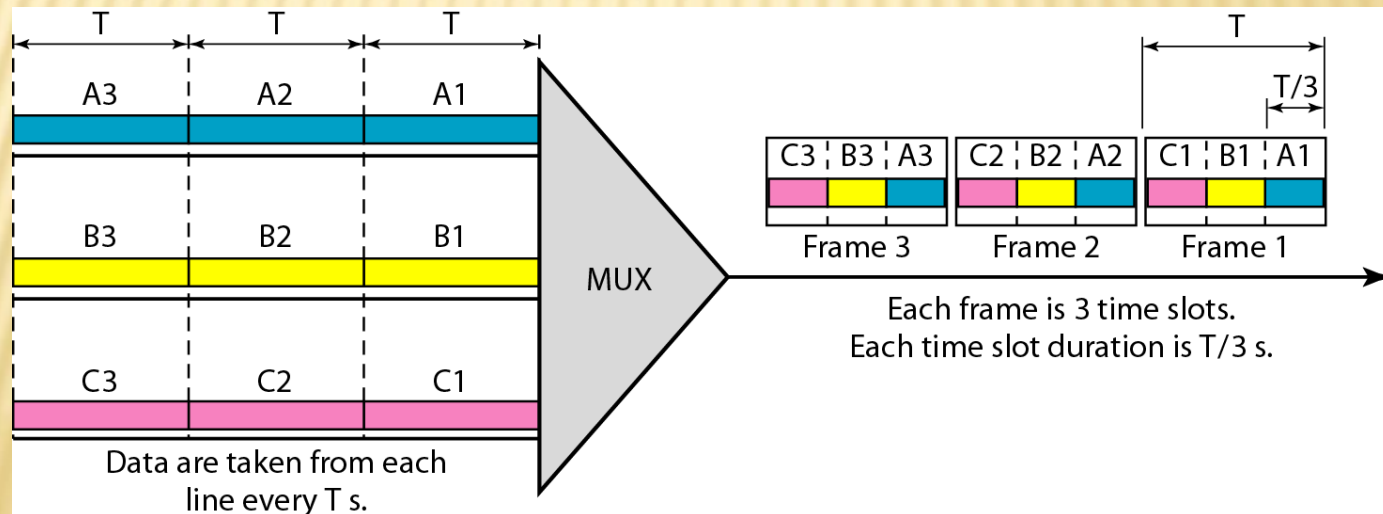 T T T
T
T/3
A3 A2 A1
C3 B3 A3 C2 B2 A2 C1 B1 A1
B3 B2 B1
Frame 3 Frame 2 Frame 1
MUX
Each frame is 3 time slots.
Each time slot duration is T/3 s.
C3 C2 C1
Data are taken from each
line every T s.